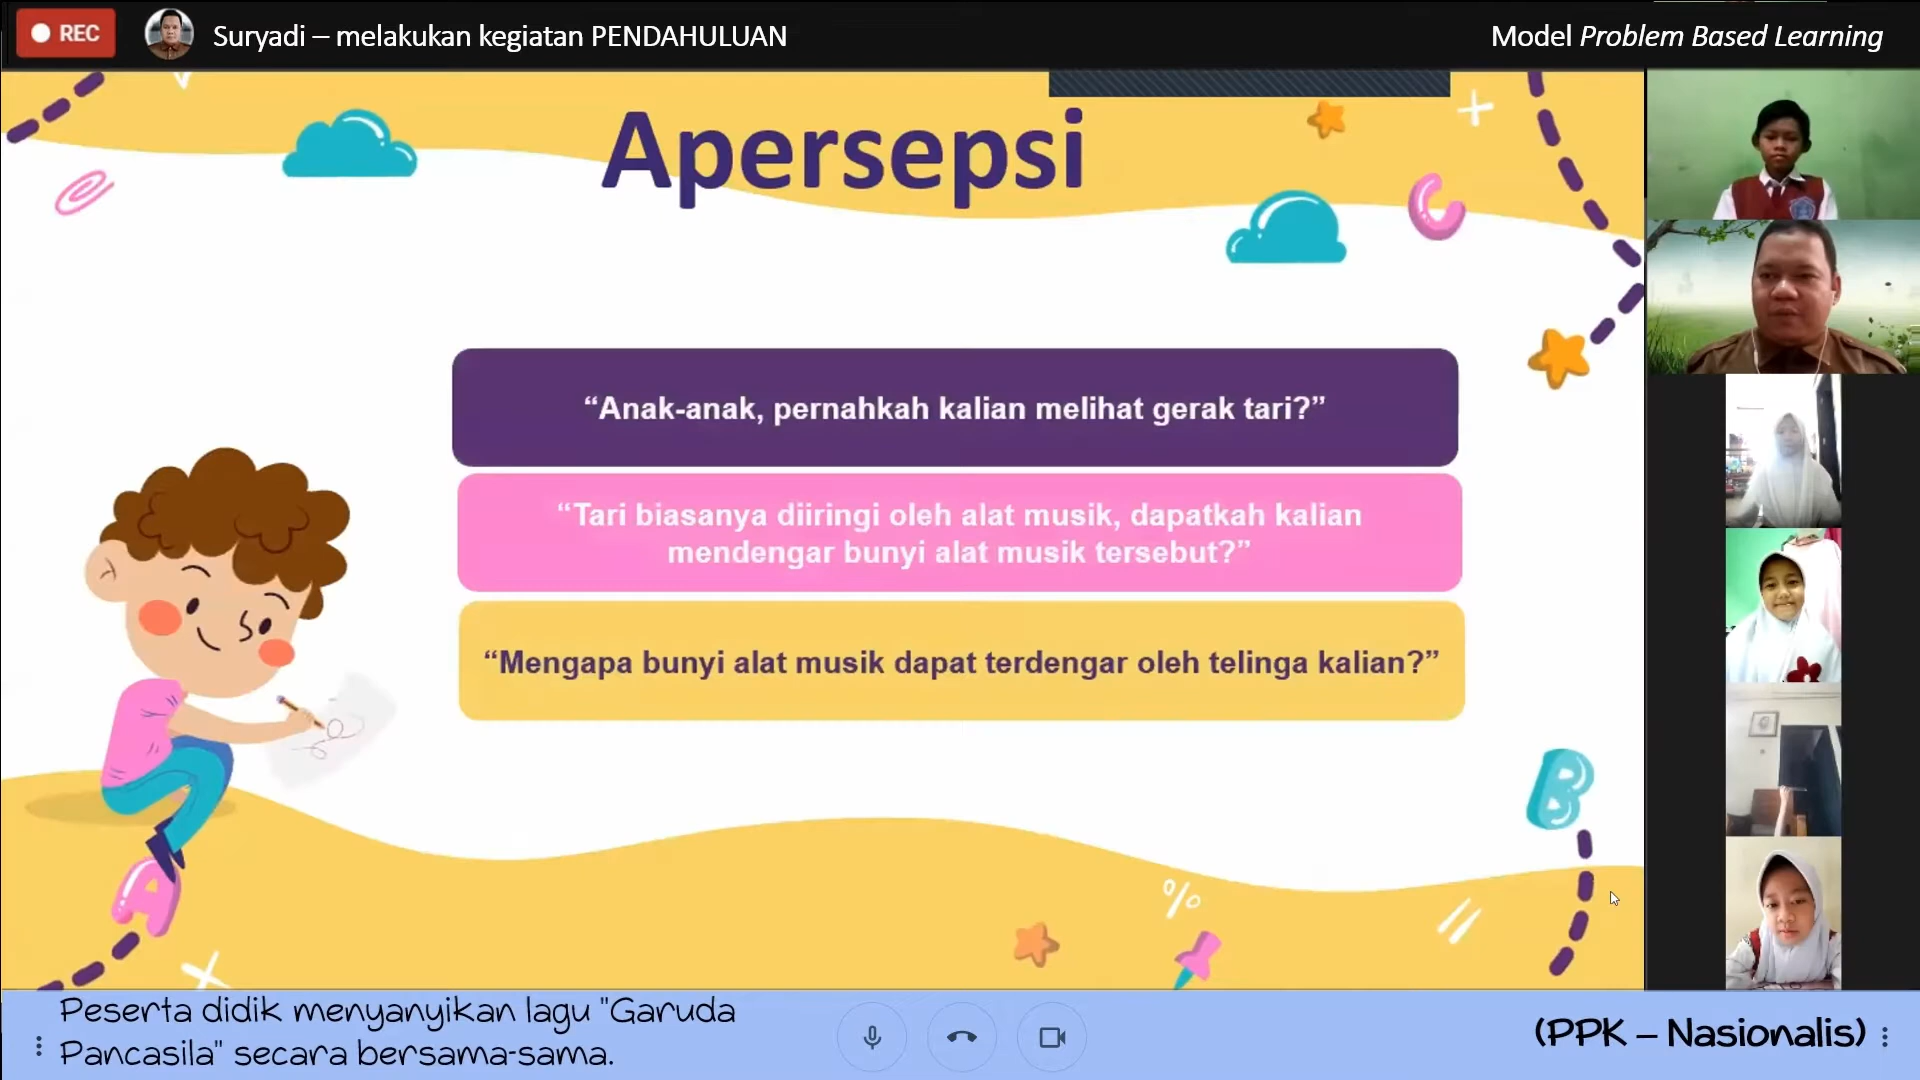 REC
Suryadi – melakukan kegiatan PENDAHULUAN
Model Problem Based Learning
Apersepsi
“Anak-anak, pernahkah kalian melihat gerak tari?”
“Tari biasanya diiringi oleh alat musik, dapatkah kalian
mendengar bunyi alat musik tersebut?”
“Mengapa bunyi alat musik dapat terdengar oleh telinga kalian?”
C
B
A
%
Peserta didik menyanyikan lagu "Garuda
Pancasila" secara bersama-sama.
(PPK – Nasionalis)